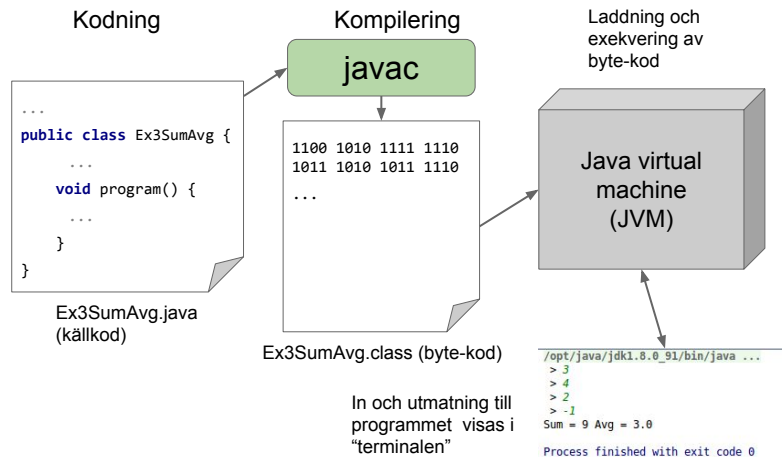 Kodning
...
public class Ex3SumAvg {
...
void program() {
...
}
}
Ex3SumAvg.java
(källkod)
Kompilering
javac
1100 1010 1111 1110
1011 1010 1011 1110
...
Ex3SumAvg.class (byte-kod)
Laddning och
exekvering av
byte-kod
Java virtual
machine
(JVM)
In och utmatning till
programmet visas i
“terminalen”
/opt/java/jdk1.8.0_91/bin/java ...
> 3
> 4
> 2
> -1
Sum = 9 Avg = 3.0
Process finished with exit code 0